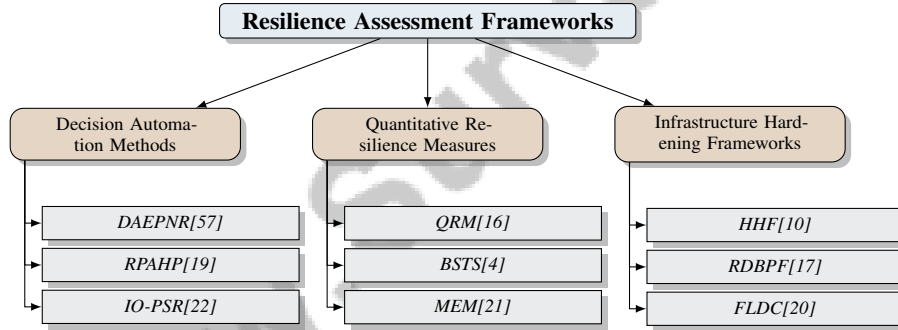 Resilience Assessment Frameworks
Decision Automa-
tion Methods
DAEPNR[57]
RPAHP[19]
IO-PSR[22]
Quantitative Re-
silience Measures
QRM[16]
BSTS[4]
MEM[21]
Infrastructure Hard-
ening Frameworks
HHF[10]
RDBPF[17]
FLDC[20]